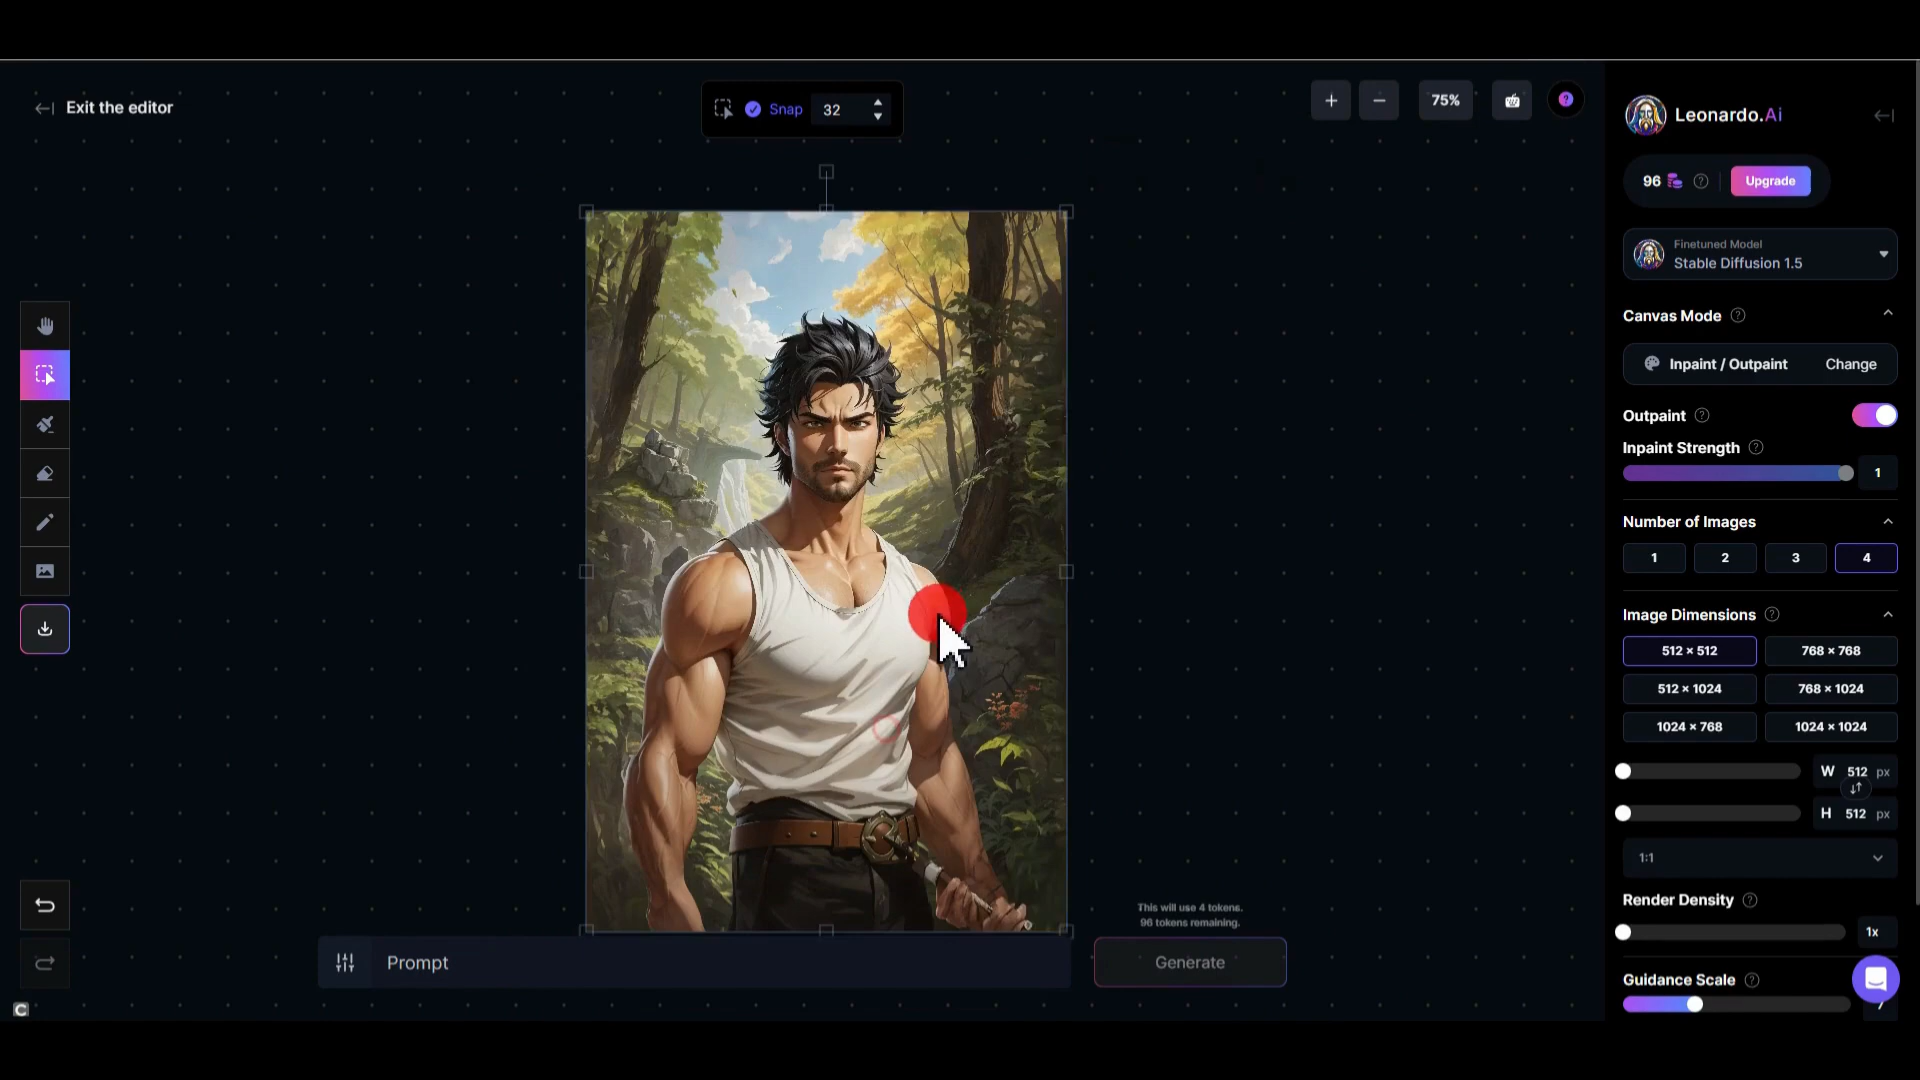 Exit the editor
Snap 32
75%
Leonardo.Ai
96 Upgrade
Finetuned Model
Stable Diffusion 1.5
Canvas Mode
Inpaint / Outpaint Change
Outpaint
Inpaint Strength
1
Number of Images
1 2 3 4
Image Dimensions
512 × 512 768 × 768
512 × 1024 768 × 1024
1024 × 768 1024 × 1024
W 512 px
H 512 px
1:1
Render Density
1x
Guidance Scale
This will use 4 tokens.
96 tokens remaining.
Prompt
Generate